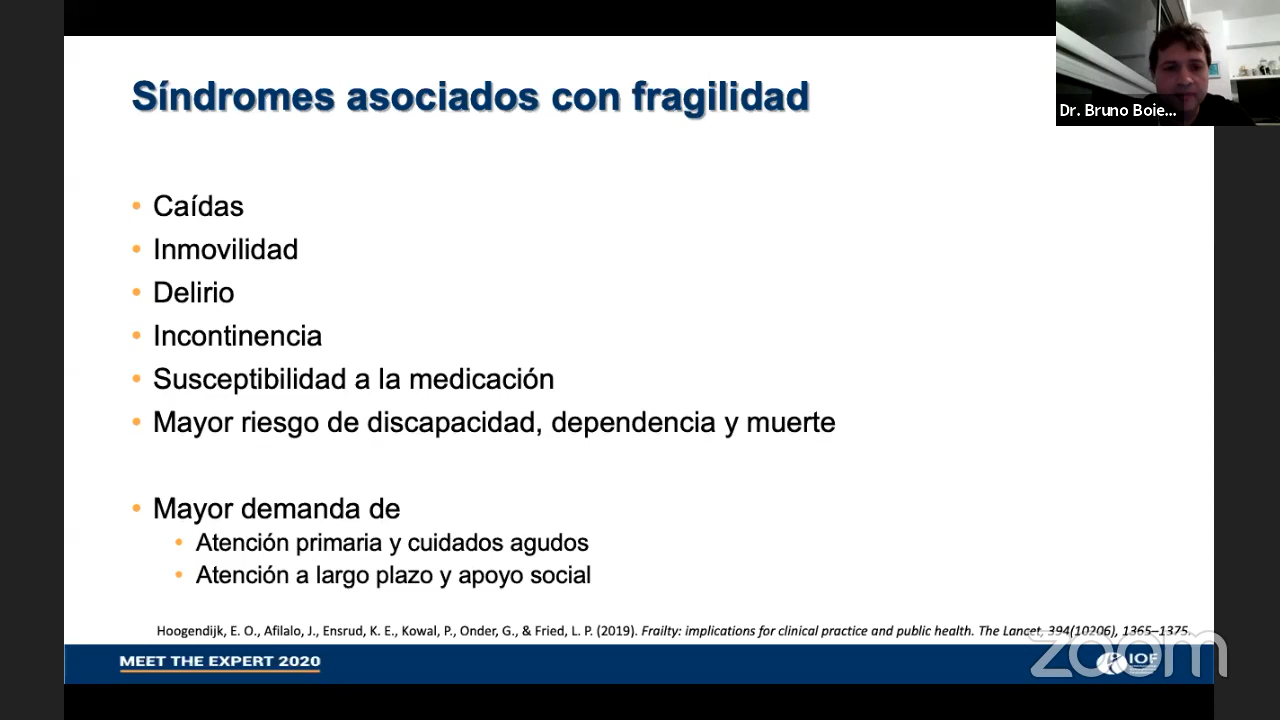 Síndromes asociados con fragilidad
Dr. Bruno Boie...
• Caídas
• Inmovilidad
• Delirio
• Incontinencia
• Susceptibilidad a la medicación
• Mayor riesgo de discapacidad, dependencia y muerte
• Mayor demanda de
• Atención primaria y cuidados agudos
• Atención a largo plazo y apoyo social
Hoogendijk, E. O., Afilalo, J., Ensrud, K. E., Kowal, P., Onder, G., & Fried, L. P. (2019). Frailty: implications for clinical practice and public health. The Lancet, 394(10206), 1365–1375.
MEET THE EXPERT 2020
IOF
zoom